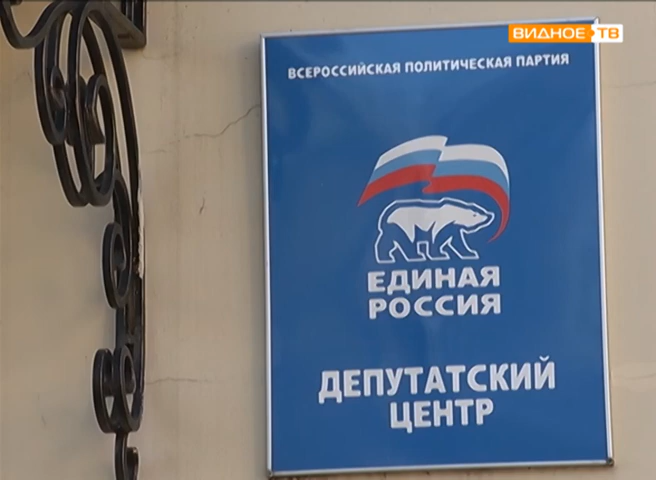 ВИДНОЕ ТВ
ВСЕРОССИЙСКАЯ ПОЛИТИЧЕСКАЯ ПАРТИЯ
ЕДИНАЯ
РОССИЯ
ДЕПУТАТСКИЙ
ЦЕНТР